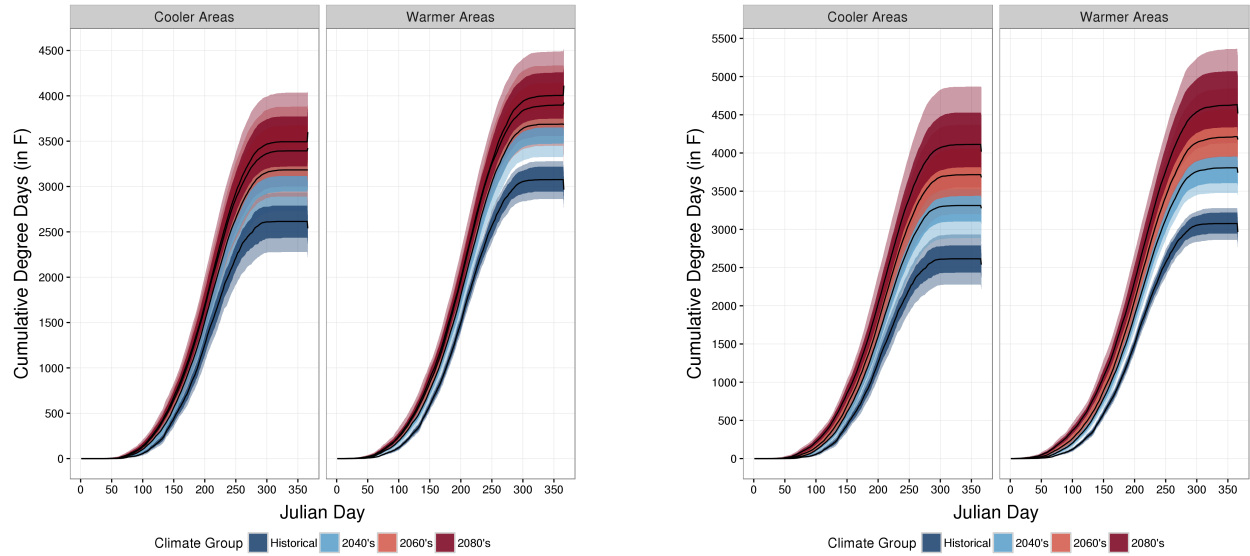 Cooler Areas
Warmer Areas
Cumulative Degree Days (in F)
4500
4000
3500
3000
2500
2000
1500
1000
500
0
0 50 100 150 200 250 300 350
0 50 100 150 200 250 300 350
Julian Day
Climate Group Historical 2040's 2060's 2080's
Cooler Areas
Warmer Areas
Cumulative Degree Days (in F)
5500
5000
4500
4000
3500
3000
2500
2000
1500
1000
500
0
0 50 100 150 200 250 300 350
0 50 100 150 200 250 300 350
Julian Day
Climate Group Historical 2040's 2060's 2080's